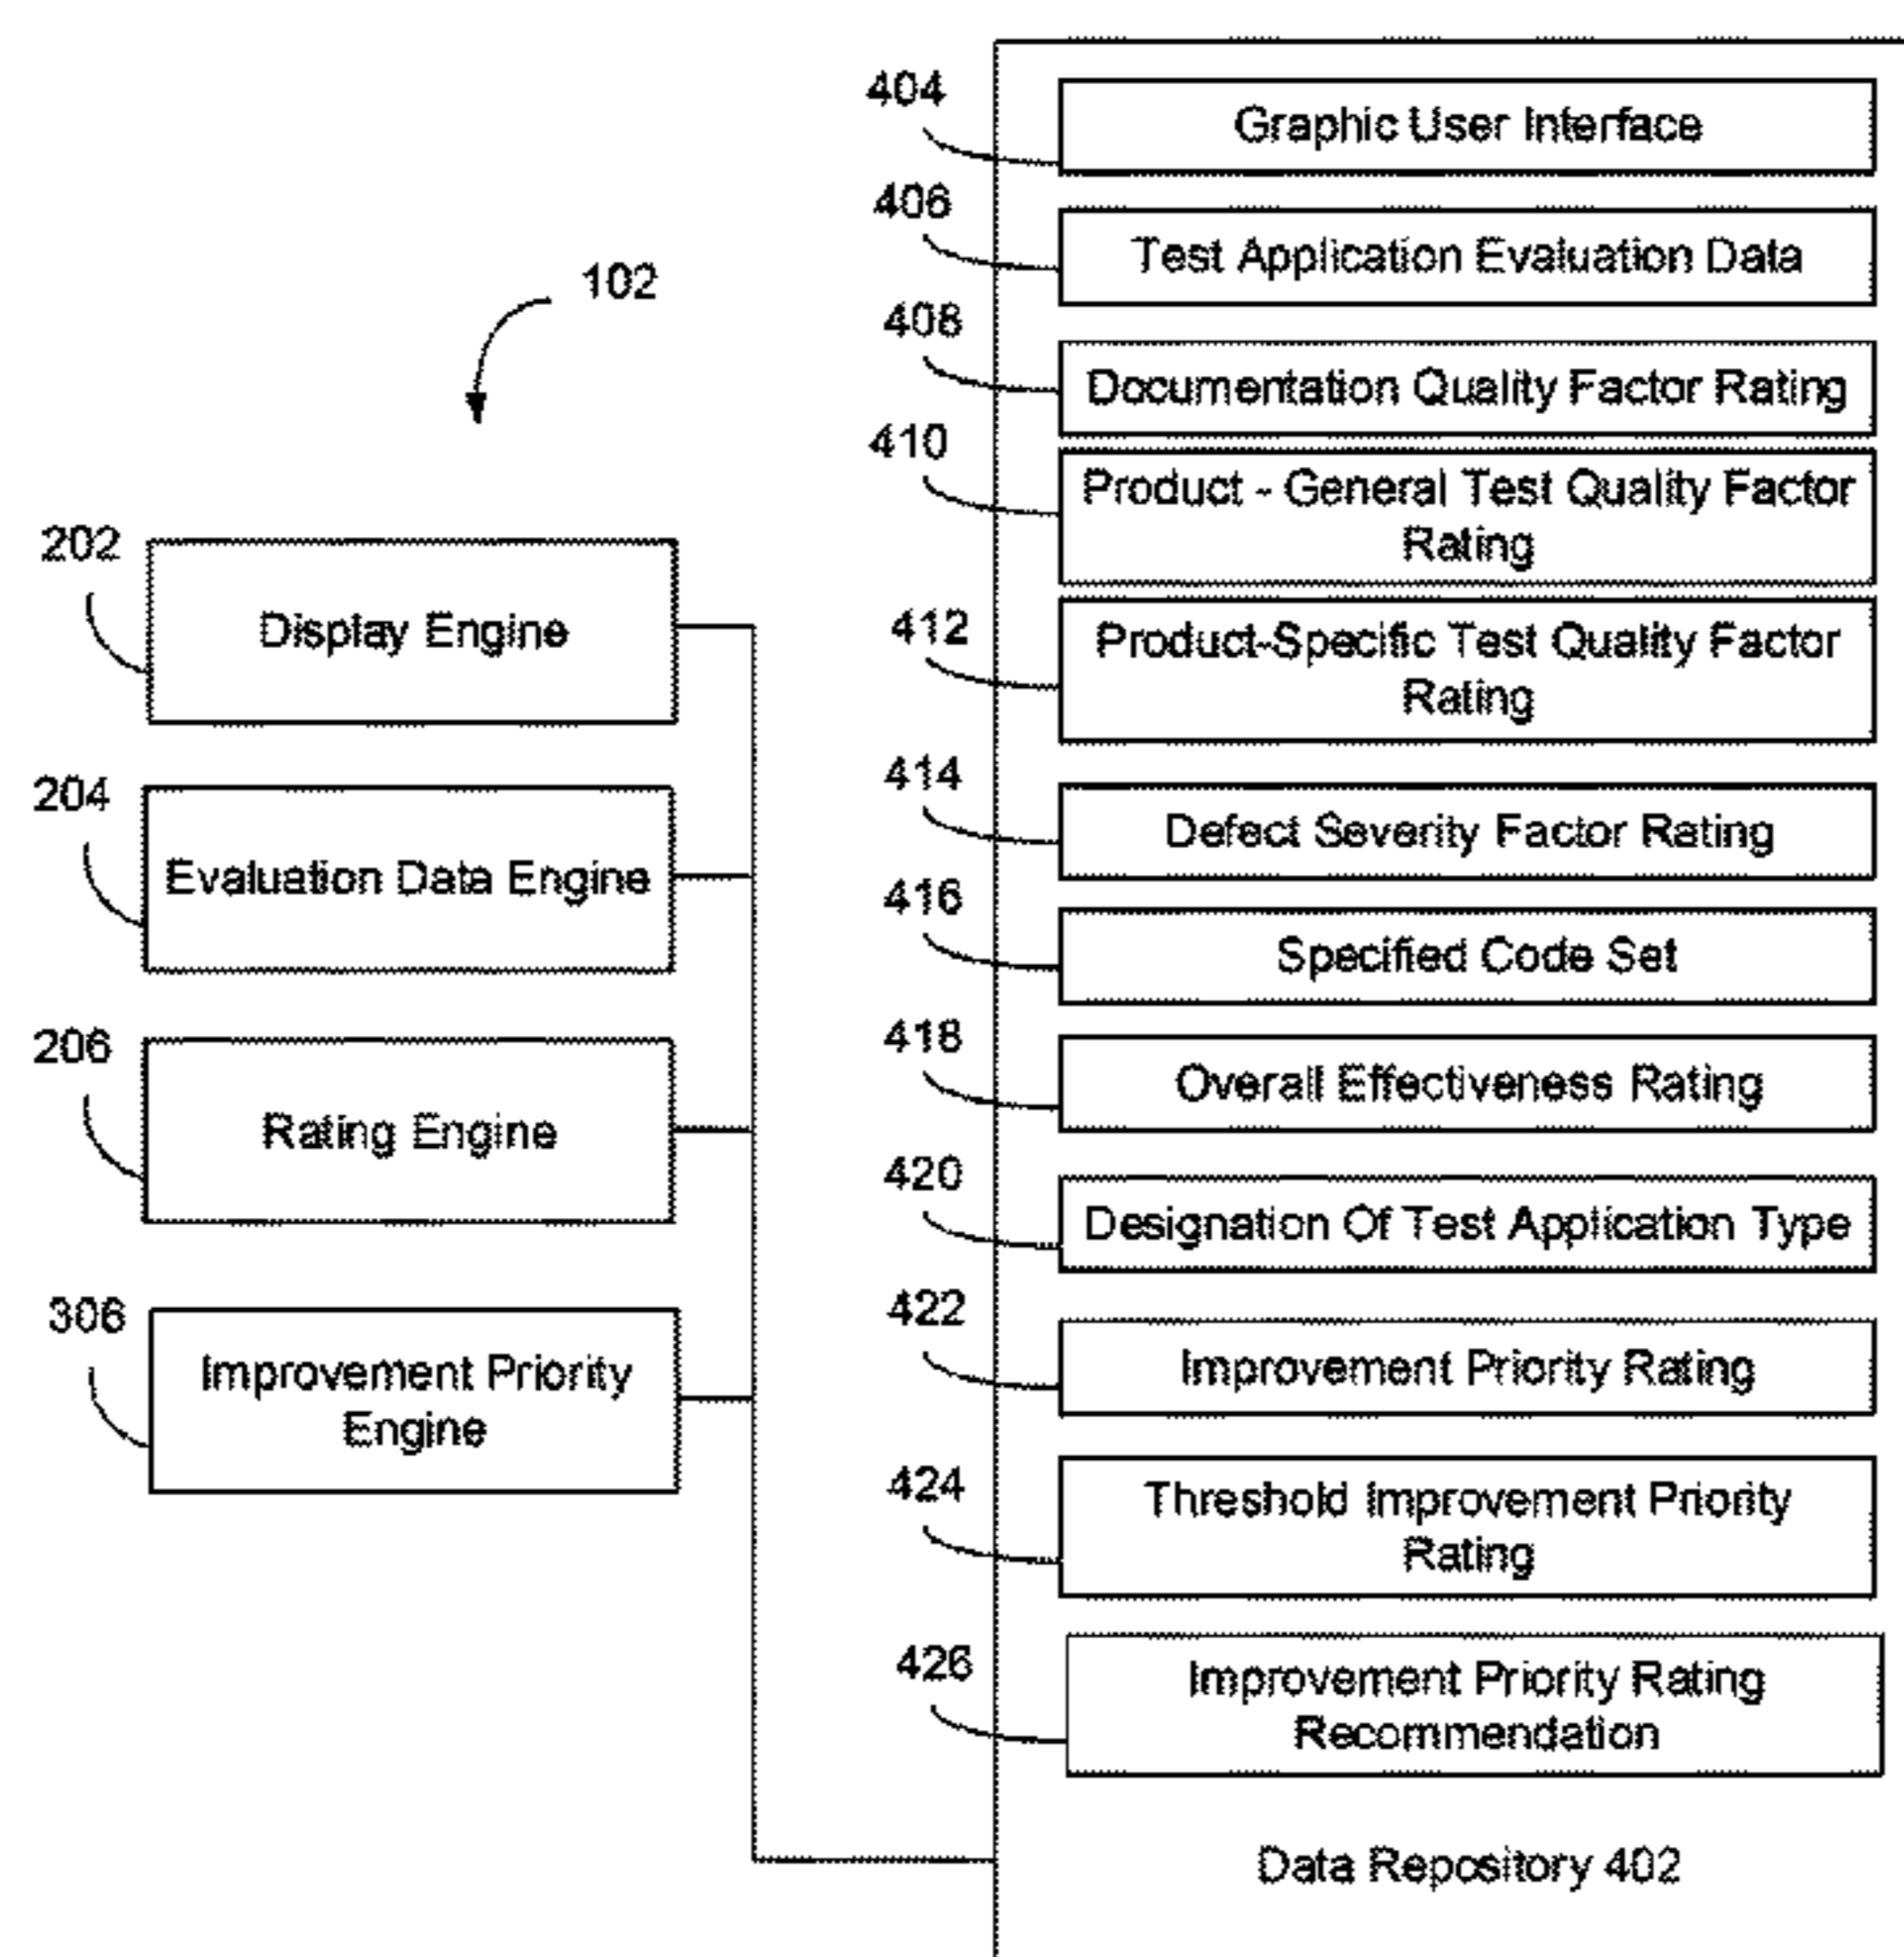 102
202
Display Engine
204
Evaluation Data Engine
206
Rating Engine
306
Improvement Priority
Engine
404
Graphic User Interface
406
Test Application Evaluation Data
408
Documentation Quality Factor Rating
410
Product - General Test Quality Factor
Rating
412
Product-Specific Test Quality Factor
Rating
414
Defect Severity Factor Rating
416
Specified Code Set
418
Overall Effectiveness Rating
420
Designation Of Test Application Type
422
Improvement Priority Rating
424
Threshold Improvement Priority
Rating
426
Improvement Priority Rating
Recommendation
Data Repository 402